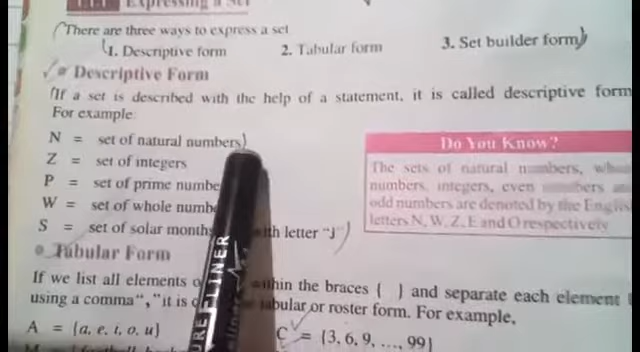 Expressing a Set
There are three ways to express a set
1. Descriptive form 2. Tabular form 3. Set builder form
Descriptive Form
If a set is described with the help of a statement, it is called descriptive form
For example:
N = set of natural numbers
Z = set of integers
P = set of prime numbe
W = set of whole numbe
S = set of solar month th letter "J"
Tabular Form
If we list all elements o within the braces { } and separate each element
using a comma "," it is tabular or roster form. For example,
A = {a, e, i, o, u} C = {3, 6, 9, ..., 99}
Do You Know?
The sets of natural numbers,
numbers, integers, even
odd numbers are denoted by the
letters N, W, Z, E and O respectively
LINER